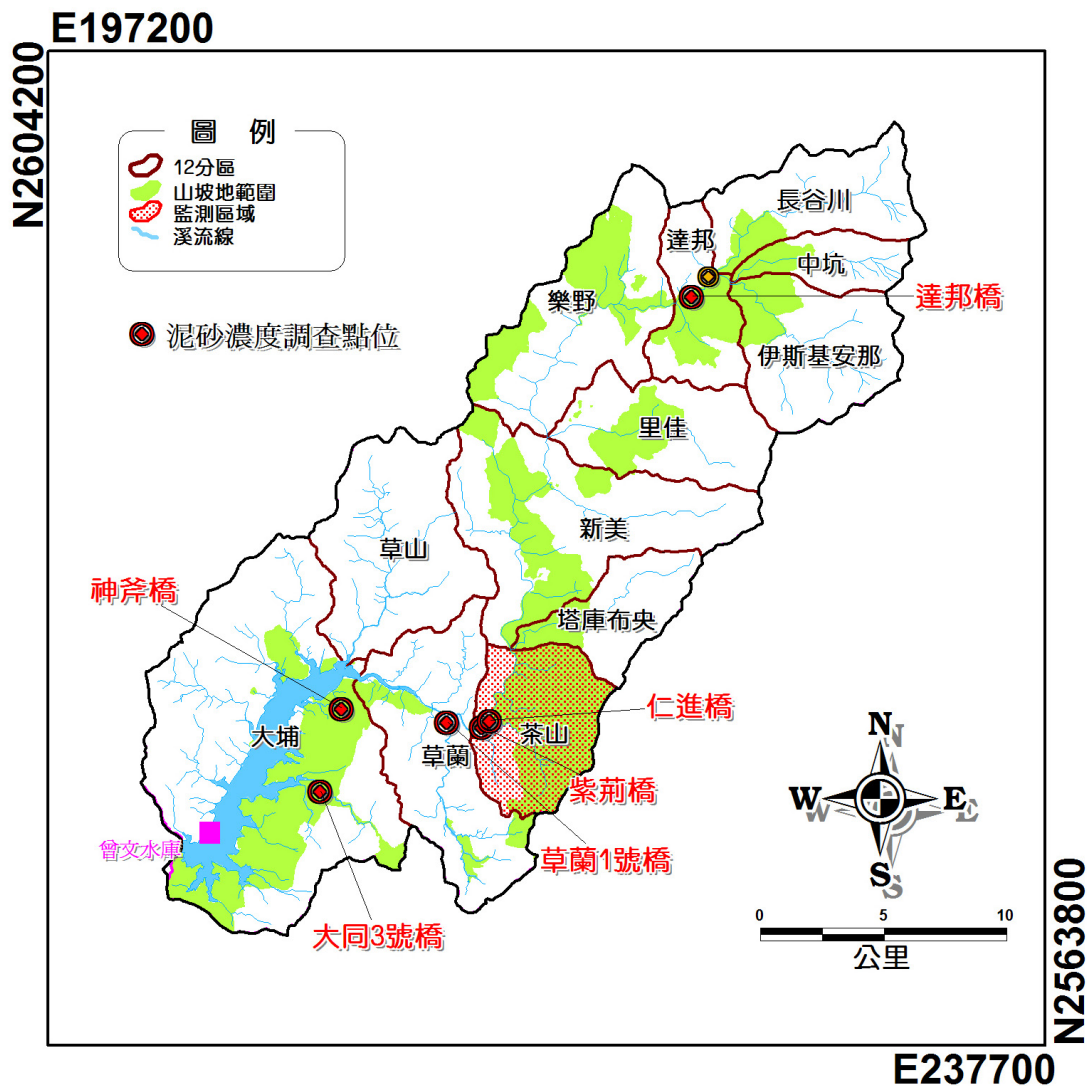 E197200
N2604200
圖 例
12分區
山坡地範圍
監測區域
溪流線
泥砂濃度調查點位
長谷川
達邦
中坑
樂野
達邦橋
伊斯基安那
里佳
新美
草山
神斧橋
塔庫布央
仁進橋
大埔
茶山
草蘭
紫荊橋
曾文水庫
草蘭1號橋
大同3號橋
N
N
W
W
E
E
S
S
0 5 10
公里
N2563800
E237700